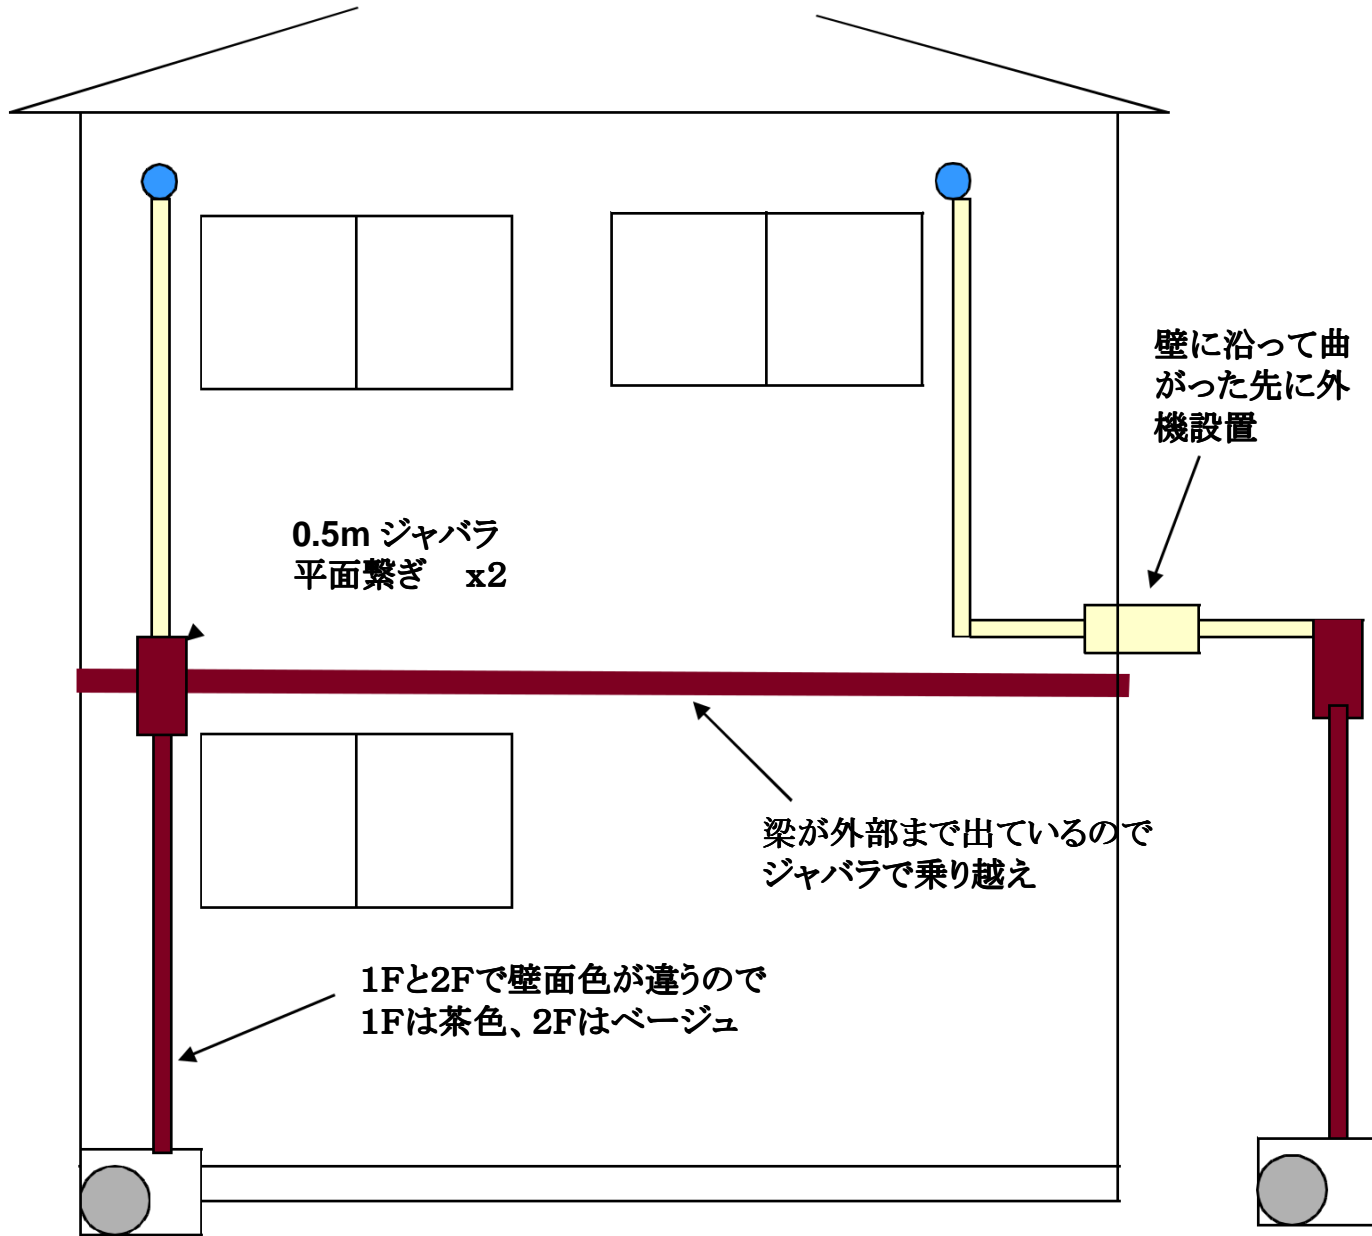 壁に沿って曲
がった先に外
機設置
0.5m ジャバラ
平面繋ぎ　x2
梁が外部まで出ているので
ジャバラで乗り越え
1Fと2Fで壁面色が違うので
1Fは茶色、2Fはベージュ